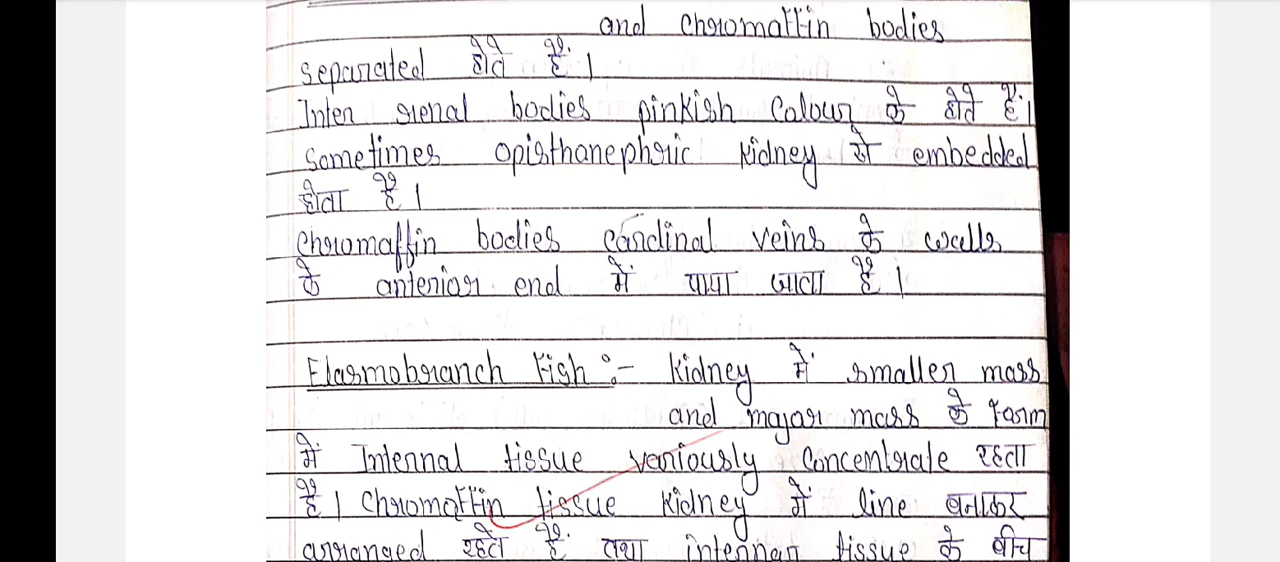 and chromaffin bodies
separated होते हैं।
Inter renal bodies pinkish colour के होते हैं।
sometimes opisthonephric kidney से embedded
होता है।
chromaffin bodies cardinal veins के walls
के anterior end में पाया जाता है।
Elasmobranch Fish :- kidney में smaller mass
and major mass के form
में Internal tissue variously concentrate रहता
है। Chromaffin tissue kidney में line बनाकर
arranged रहते हैं तथा internal tissue के बीच